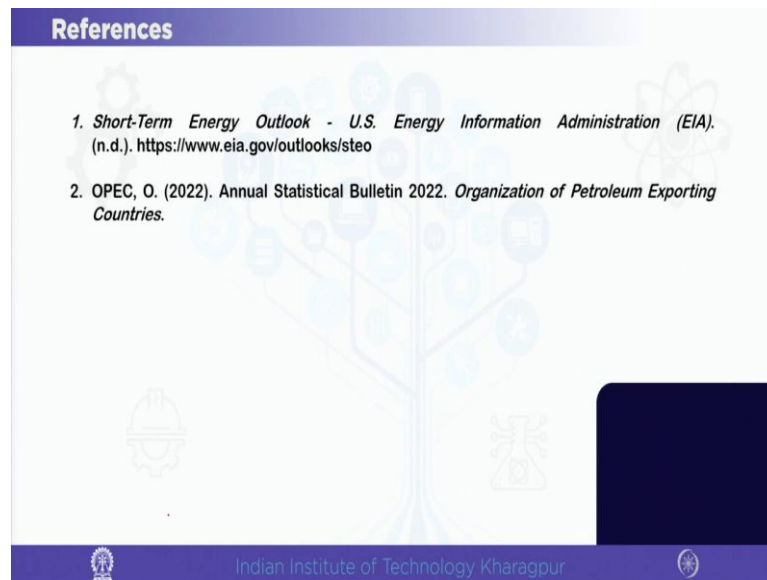 References
1. Short-Term Energy Outlook - U.S. Energy Information Administration (EIA).
(n.d.). https://www.eia.gov/outlooks/steo
2. OPEC, O. (2022). Annual Statistical Bulletin 2022. Organization of Petroleum Exporting
Countries.
Indian Institute of Technology Kharagpur